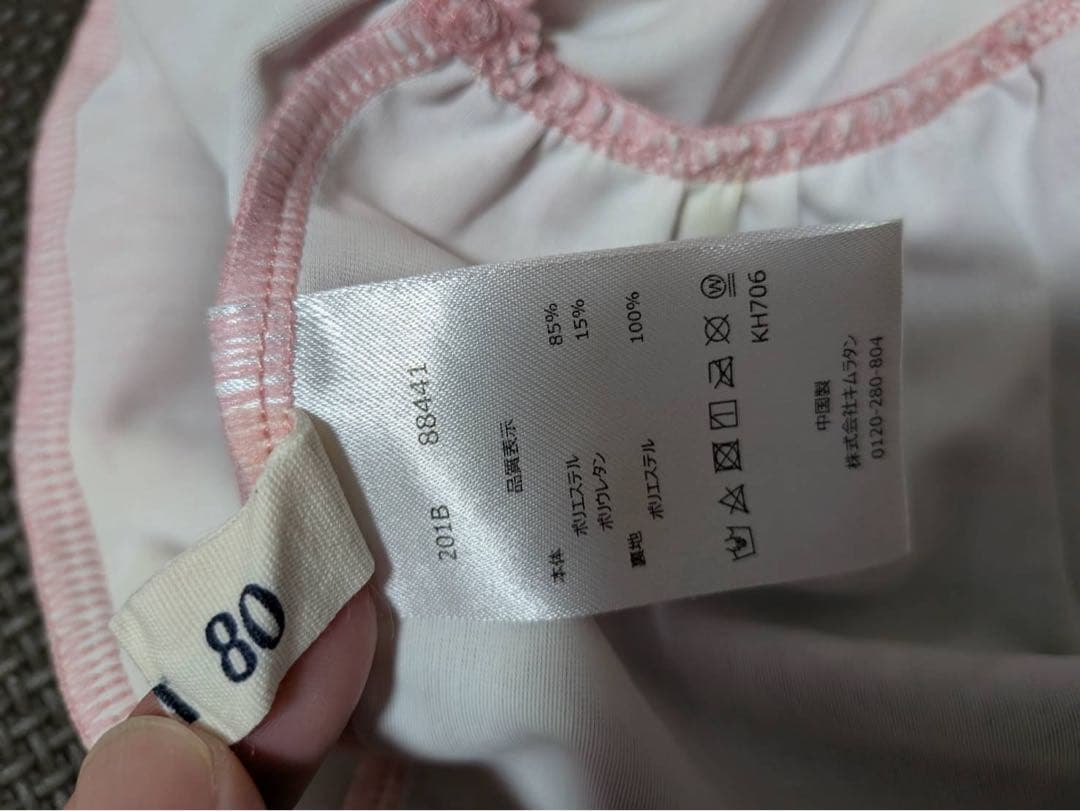 201B 88441
品質表示
本体
ポリエステル 85%
ポリウレタン 15%
裏地
ポリエステル 100%
W
KH706
中国製
株式会社キムラタン
0120-280-804
80